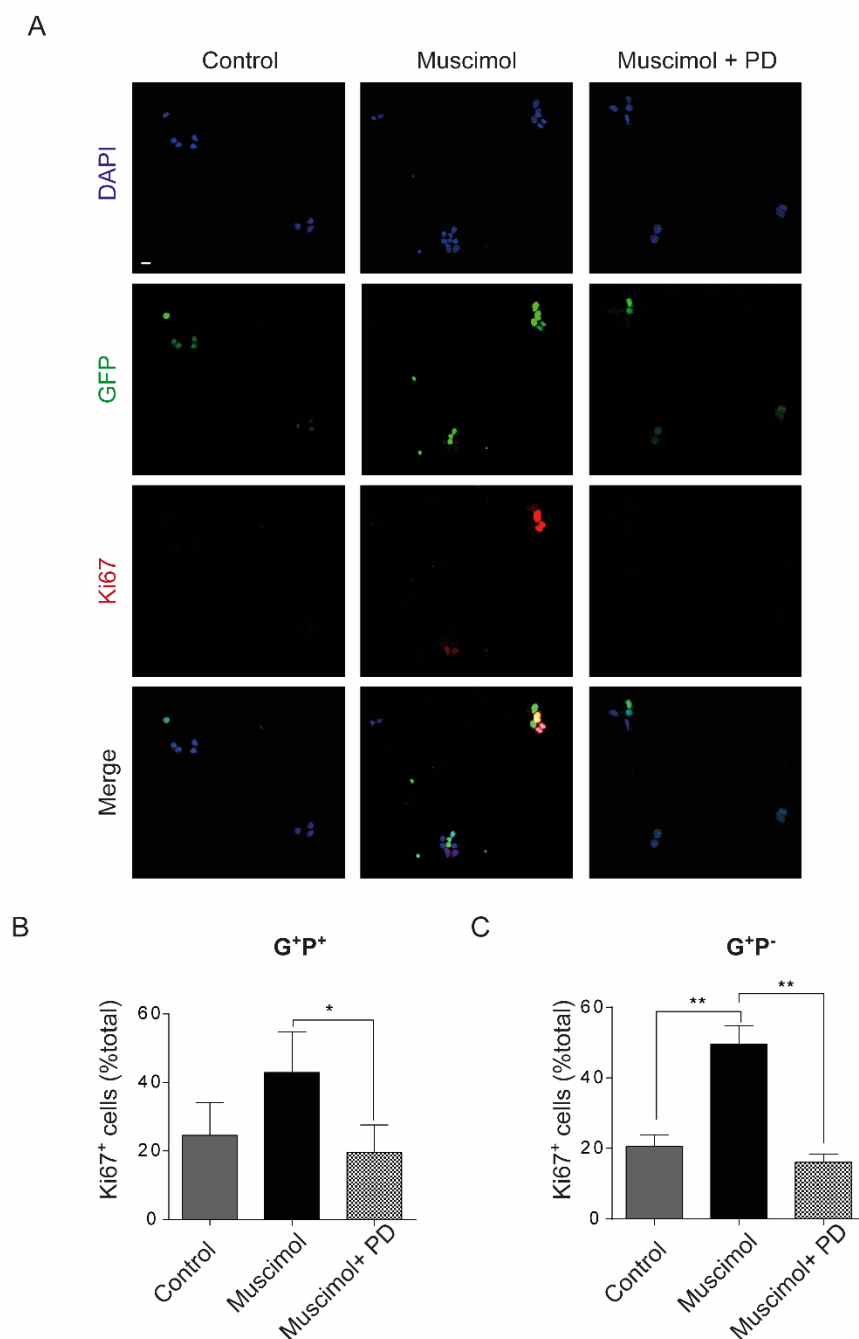 A
Control Muscimol Muscimol + PD
DAPI
GFP
Ki67
Merge
B
G⁺P⁺
Ki67⁺ cells (%total)
60
40
20
0
*
Control
Muscimol
Muscimol+ PD
C
G⁺P⁻
Ki67⁺ cells (%total)
60
40
20
0
**
**
Control
Muscimol
Muscimol+ PD